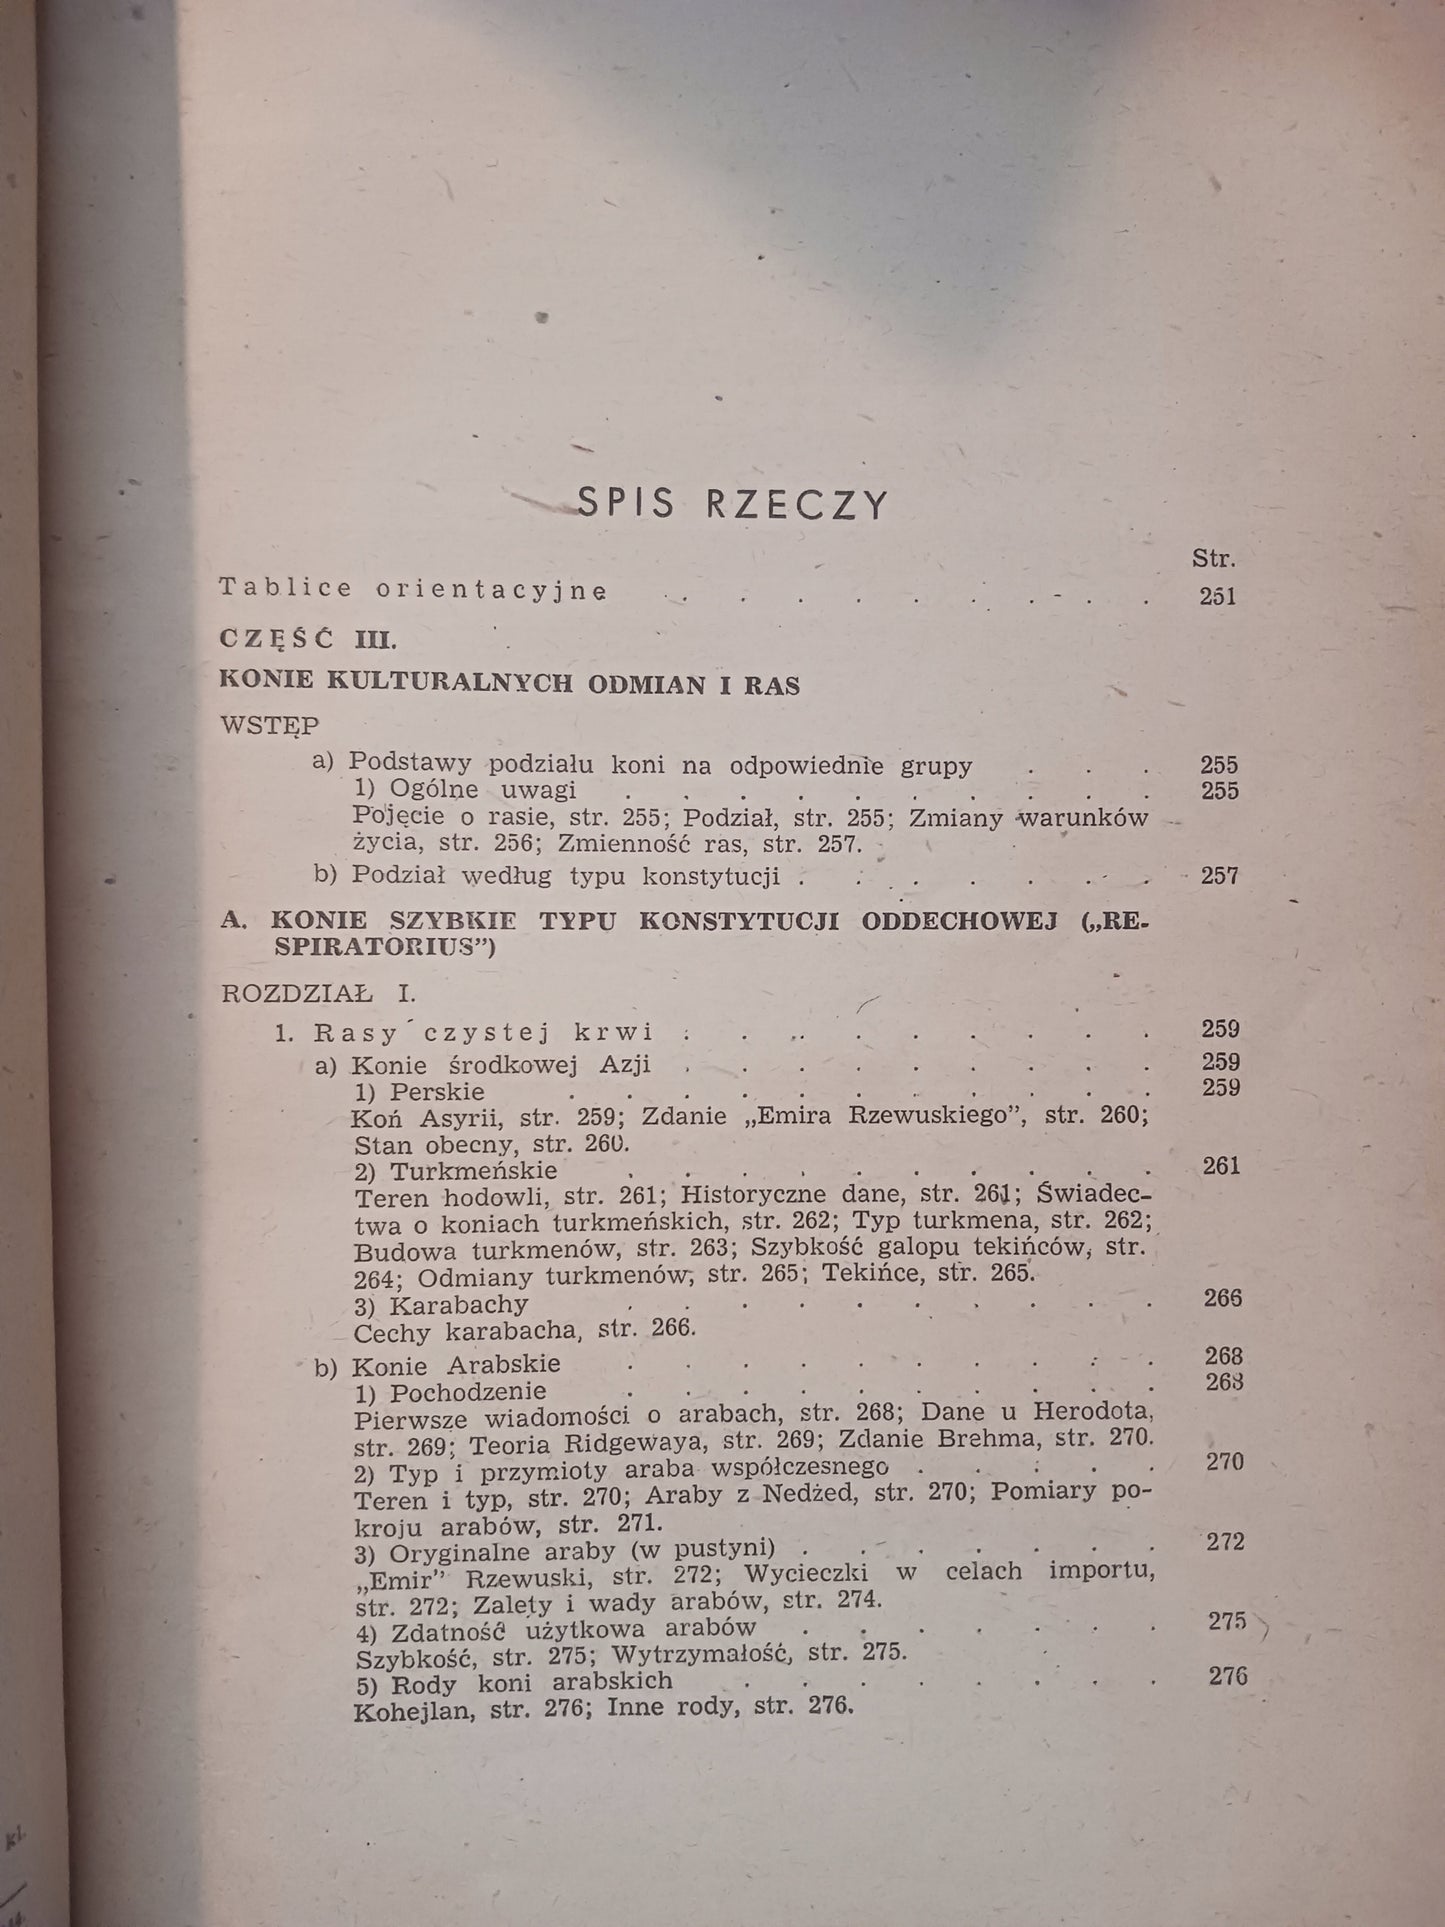 SPIS RZECZY
Str.
Tablice orientacyjne . . . . . . . . . 251
CZĘŚĆ III.
KONIE KULTURALNYCH ODMIAN I RAS
WSTĘP
a) Podstawy podziału koni na odpowiednie grupy . . . 255
1) Ogólne uwagi . . . . . . . . . . 255
Pojęcie o rasie, str. 255; Podział, str. 255; Zmiany warunków
życia, str. 256; Zmienność ras, str. 257.
b) Podział według typu konstytucji . . . . . . . 257
A. KONIE SZYBKIE TYPU KONSTYTUCJI ODDECHOWEJ („RE-
SPIRATORIUS”)
ROZDZIAŁ I.
1. Rasy czystej krwi . . . . . . . . . 259
a) Konie środkowej Azji . . . . . . . . . 259
1) Perskie . . . . . . . . . . . 259
Koń Asyrii, str. 259; Zdanie „Emira Rzewuskiego”, str. 260;
Stan obecny, str. 260.
2) Turkmeńskie . . . . . . . . . . 261
Teren hodowli, str. 261; Historyczne dane, str. 261; Świadec-
twa o koniach turkmeńskich, str. 262; Typ turkmena, str. 262;
Budowa turkmenów, str. 263; Szybkość galopu tekińców, str.
264; Odmiany turkmenów, str. 265; Tekińce, str. 265.
3) Karabachy . . . . . . . . . . 266
Cechy karabacha, str. 266.
b) Konie Arabskie . . . . . . . . . . 268
1) Pochodzenie . . . . . . . . . . 268
Pierwsze wiadomości o arabach, str. 268; Dane u Herodota,
str. 269; Teoria Ridgewaya, str. 269; Zdanie Brehma, str. 270.
2) Typ i przymioty araba współczesnego . . . . . 270
Teren i typ, str. 270; Araby z Nedżed, str. 270; Pomiary po-
kroju arabów, str. 271.
3) Oryginalne araby (w pustyni) . . . . . . . 272
„Emir” Rzewuski, str. 272; Wycieczki w celach importu,
str. 272; Zalety i wady arabów, str. 274.
4) Zdatność użytkowa arabów . . . . . . . 275
Szybkość, str. 275; Wytrzymałość, str. 275.
5) Rody koni arabskich . . . . . . . . 276
Kohejlan, str. 276; Inne rody, str. 276.
kl.